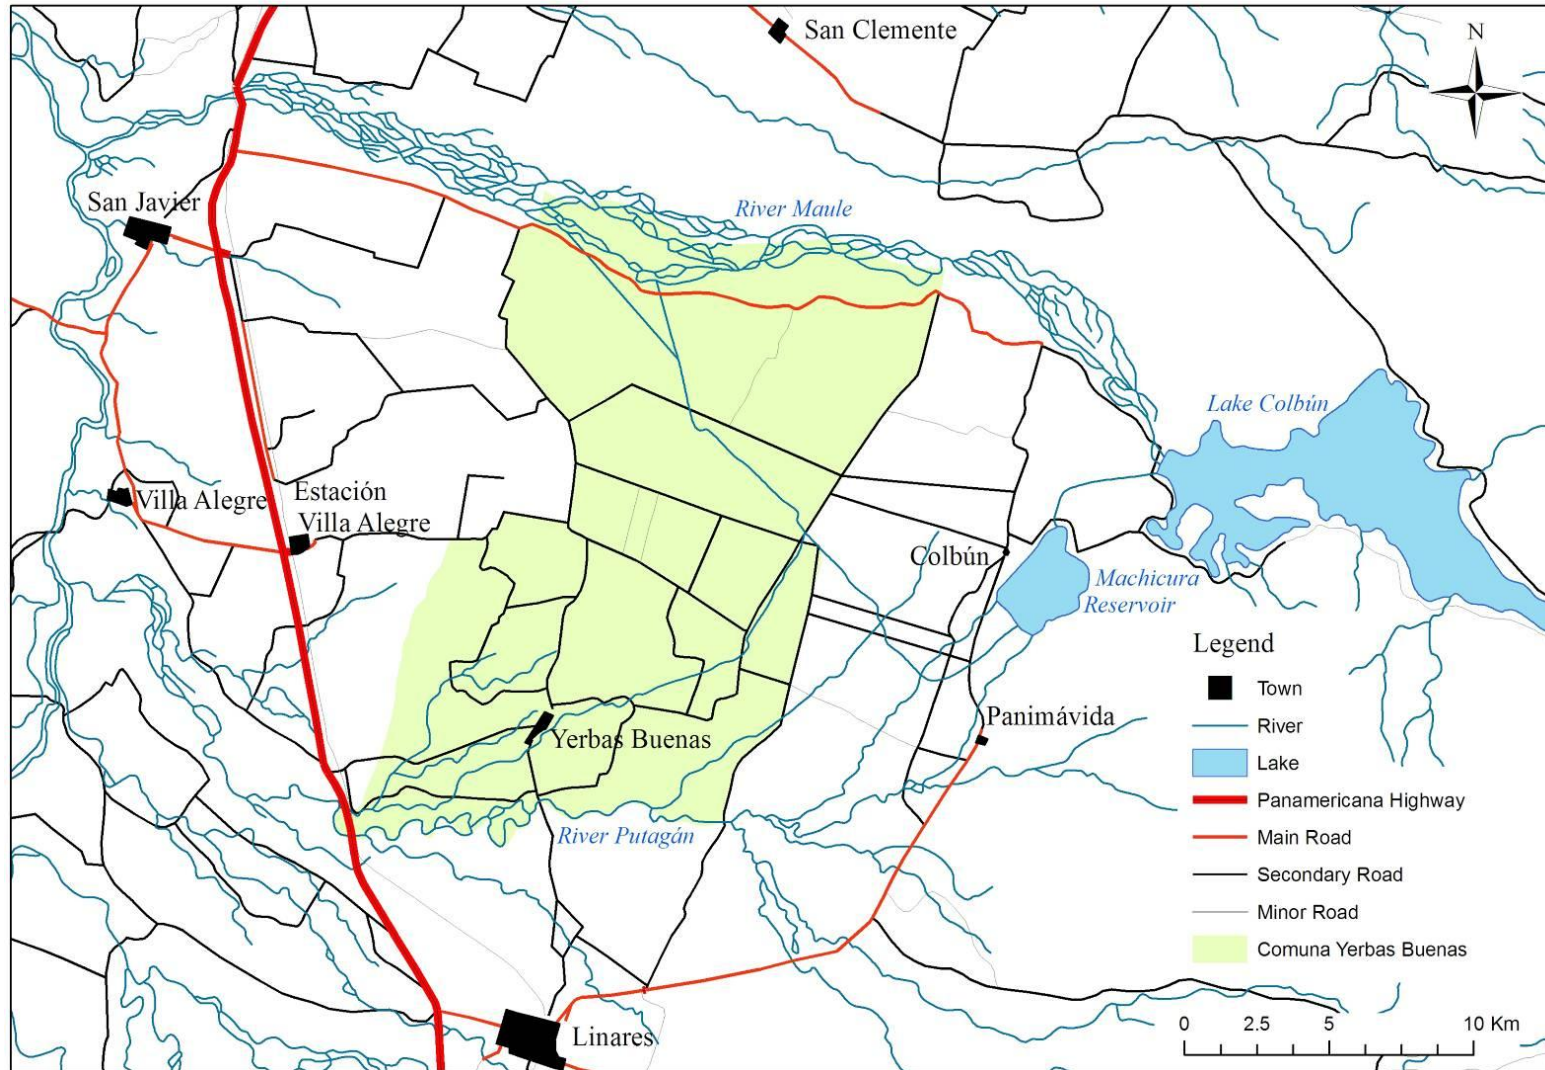 San Clemente
N
San Javier
River Maule
Lake Colbún
Villa Alegre
Estación
Villa Alegre
Colbún
Machicura
Reservoir
Yerbas Buenas
Panimávida
River Putagán
Linares
Legend
Town
River
Lake
Panamericana Highway
Main Road
Secondary Road
Minor Road
Comuna Yerbas Buenas
0 2.5 5 10 Km